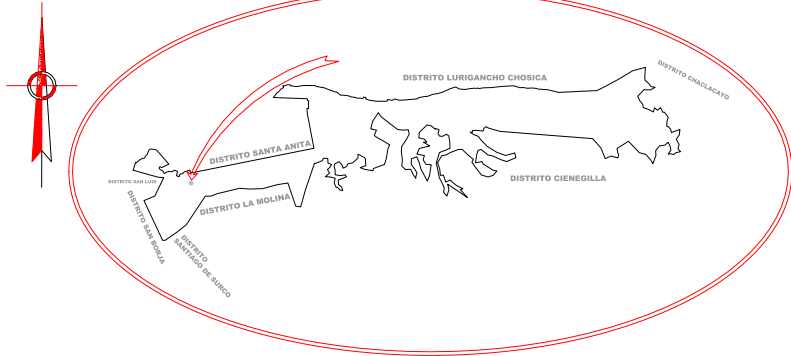 DISTRITO LURIGANCHO CHOSICA
DISTRITO CHACLACAYO
DISTRITO SANTA ANITA
DISTRITO SAN LUIS
DISTRITO CIENEGILLA
DISTRITO LA MOLINA
DISTRITO SAN BORJA
DISTRITO
SANTIAGO DE SURCO